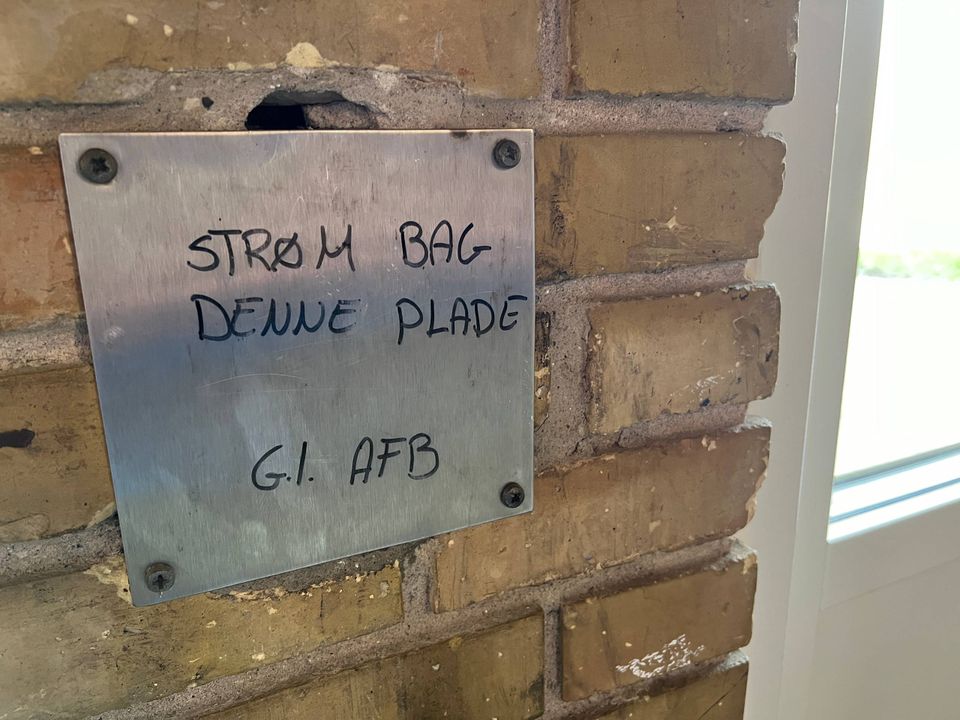 STRØM BAG
DENNE PLADE
G.l. AFB